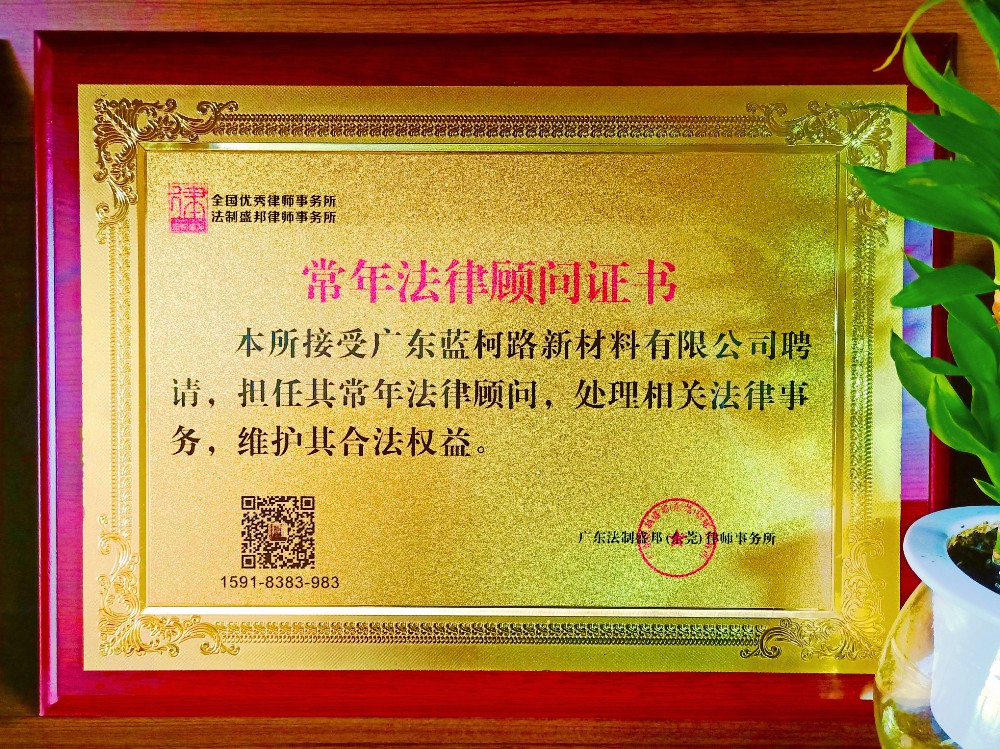 律
全国优秀律师事务所
法制盛邦律师事务所
常年法律顾问证书
本所接受广东蓝柯路新材料有限公司聘
请，担任其常年法律顾问，处理相关法律事
务，维护其合法权益。
广东法制盛邦(东莞)律师事务所
1591-8383-983